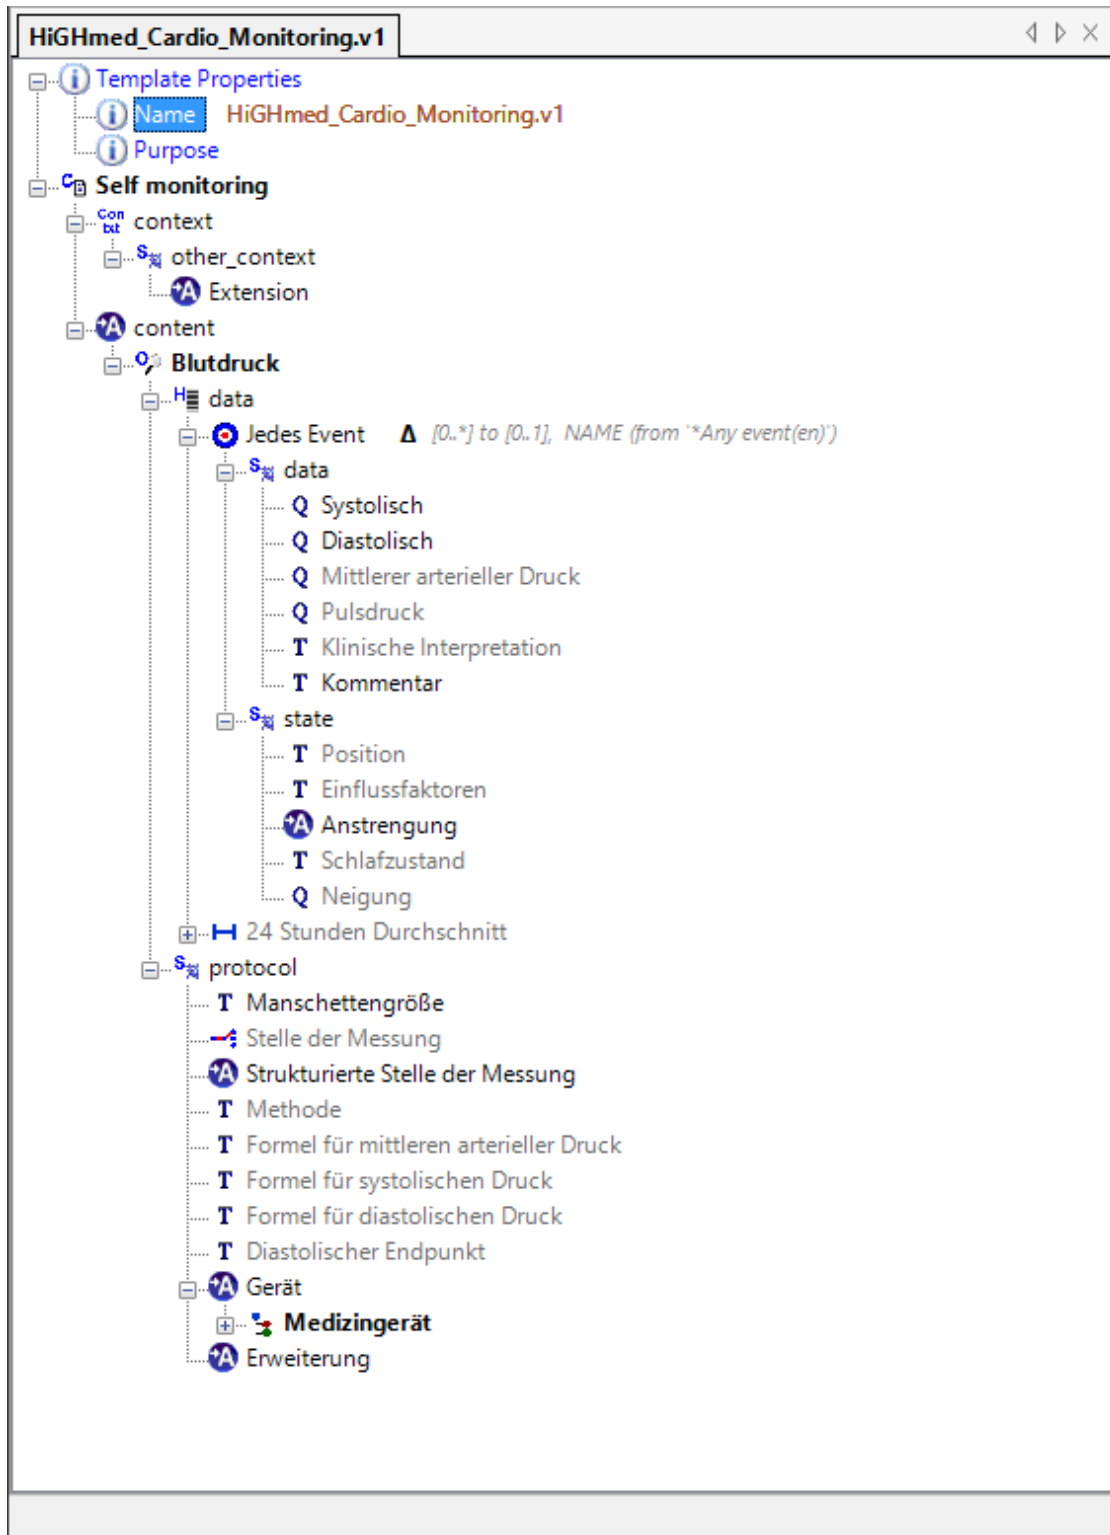 HiGHmed_Cardio_Monitoring.v1
Template Properties
Name HiGHmed_Cardio_Monitoring.v1
Purpose
Self monitoring
context
other_context
Extension
content
Blutdruck
data
Jedes Event Δ [0..*] to [0..1], NAME (from '*Any event(en)')
data
Q Systolisch
Q Diastolisch
Q Mittlerer arterieller Druck
Q Pulsdruck
T Klinische Interpretation
T Kommentar
state
T Position
T Einflussfaktoren
Anstrengung
T Schlafzustand
Q Neigung
24 Stunden Durchschnitt
protocol
T Manschettengröße
Stelle der Messung
Strukturierte Stelle der Messung
T Methode
T Formel für mittleren arterieller Druck
T Formel für systolischen Druck
T Formel für diastolischen Druck
T Diastolischer Endpunkt
Gerät
Medizingerät
Erweiterung